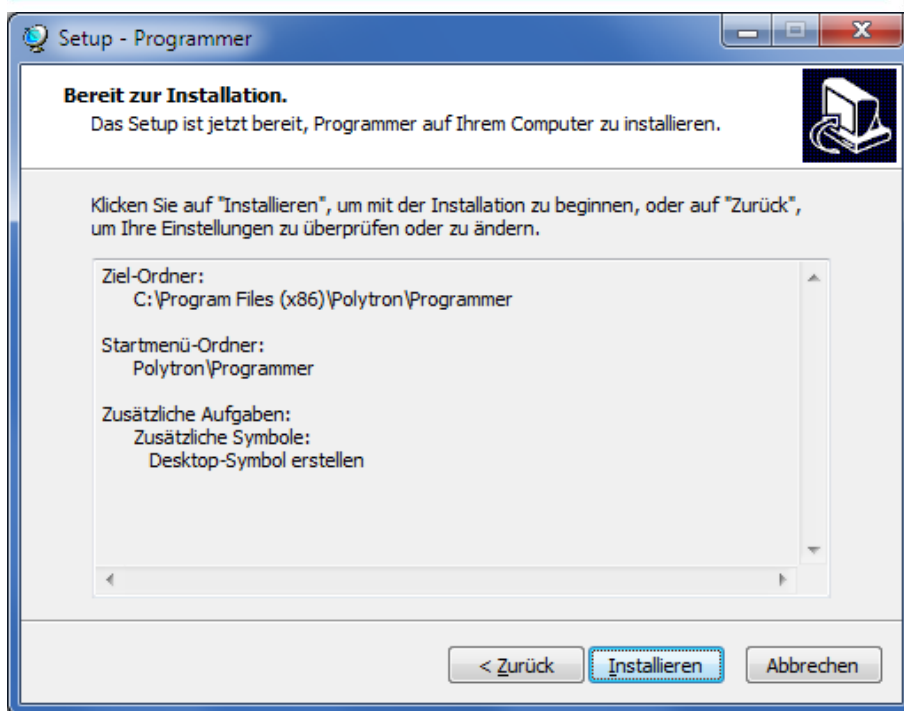 Setup - Programmer
Bereit zur Installation.
Das Setup ist jetzt bereit, Programmer auf Ihrem Computer zu installieren.
Klicken Sie auf "Installieren", um mit der Installation zu beginnen, oder auf "Zurück",
um Ihre Einstellungen zu überprüfen oder zu ändern.
Ziel-Ordner:
C:\Program Files (x86)\Polytron\Programmer
Startmenü-Ordner:
Polytron\Programmer
Zusätzliche Aufgaben:
Zusätzliche Symbole:
Desktop-Symbol erstellen
< Zurück Installieren Abbrechen